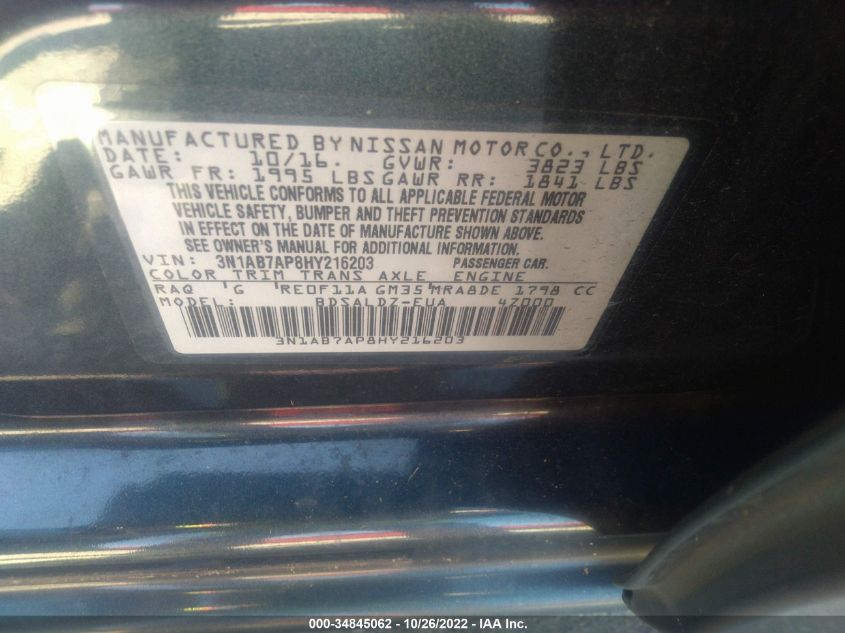 MANUFACTURED BY NISSAN MOTOR CO., LTD.
DATE: 10/16. GVWR: 3823 LBS
GAWR FR: 1995 LBS GAWR RR: 1841 LBS
THIS VEHICLE CONFORMS TO ALL APPLICABLE FEDERAL MOTOR
VEHICLE SAFETY, BUMPER AND THEFT PREVENTION STANDARDS
IN EFFECT ON THE DATE OF MANUFACTURE SHOWN ABOVE.
SEE OWNER'S MANUAL FOR ADDITIONAL INFORMATION.
VIN: 3N1AB7AP8HY216203 PASSENGER CAR.
COLOR TRIM TRANS AXLE ENGINE
RAQ G RE0F11A GM35 MRA8DE 1798 CC
MODEL: BDSALDZ-EUA 4Z000
3N1AB7AP8HY216203
000-34845062 - 10/26/2022 - IAA Inc.